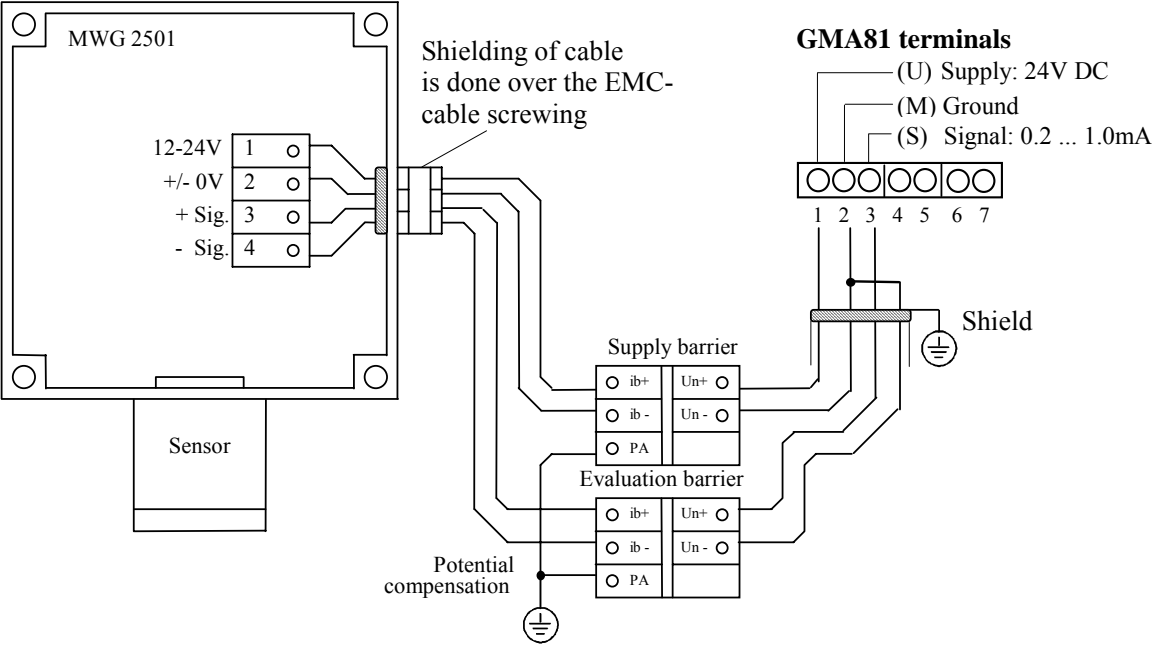 MWG 2501
Shielding of cable
is done over the EMC-
cable screwing
GMA81 terminals
(U) Supply: 24V DC
(M) Ground
(S) Signal: 0.2 ... 1.0mA
12-24V 1
+/- 0V 2
+ Sig. 3
- Sig. 4
1 2 3 4 5 6 7
Shield
Sensor
Supply barrier
ib+ Un+
ib - Un -
PA
Evaluation barrier
ib+ Un+
ib - Un -
PA
Potential
compensation